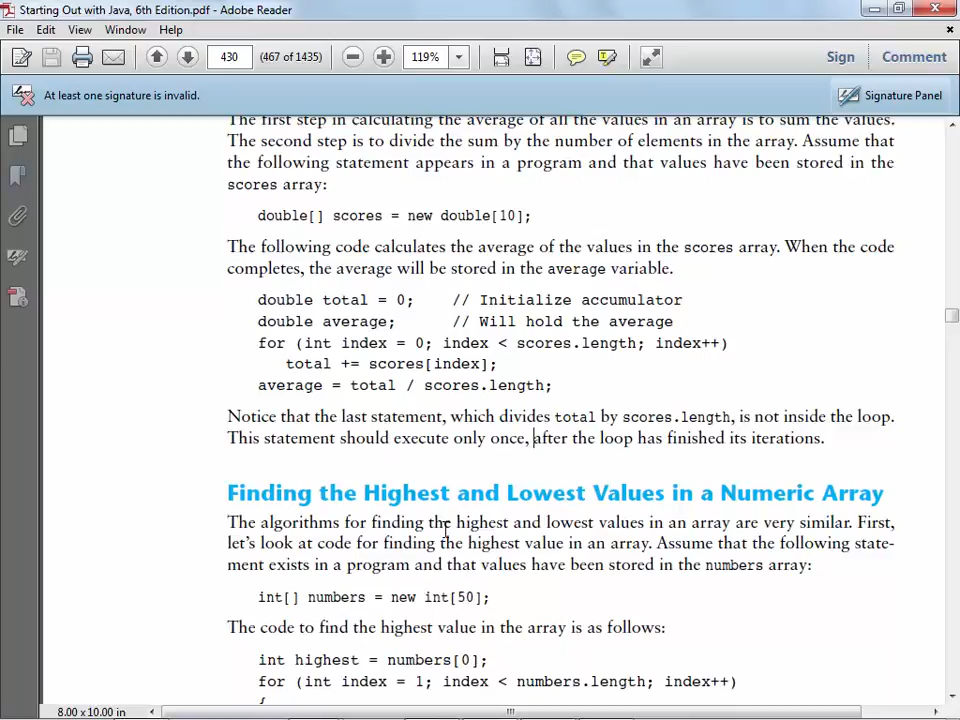 Starting Out with Java, 6th Edition.pdf - Adobe Reader
File Edit View Window Help
430 (467 of 1435) 119% Sign Comment
At least one signature is invalid. Signature Panel
The first step in calculating the average of all the values in an array is to sum the values.
The second step is to divide the sum by the number of elements in the array. Assume that
the following statement appears in a program and that values have been stored in the
scores array:
double[] scores = new double[10];
The following code calculates the average of the values in the scores array. When the code
completes, the average will be stored in the average variable.
double total = 0; // Initialize accumulator
double average; // Will hold the average
for (int index = 0; index < scores.length; index++)
total += scores[index];
average = total / scores.length;
Notice that the last statement, which divides total by scores.length, is not inside the loop.
This statement should execute only once, after the loop has finished its iterations.
Finding the Highest and Lowest Values in a Numeric Array
The algorithms for finding the highest and lowest values in an array are very similar. First,
let's look at code for finding the highest value in an array. Assume that the following state-
ment exists in a program and that values have been stored in the numbers array:
int[] numbers = new int[50];
The code to find the highest value in the array is as follows:
int highest = numbers[0];
for (int index = 1; index < numbers.length; index++)
{
8.00 x 10.00 in